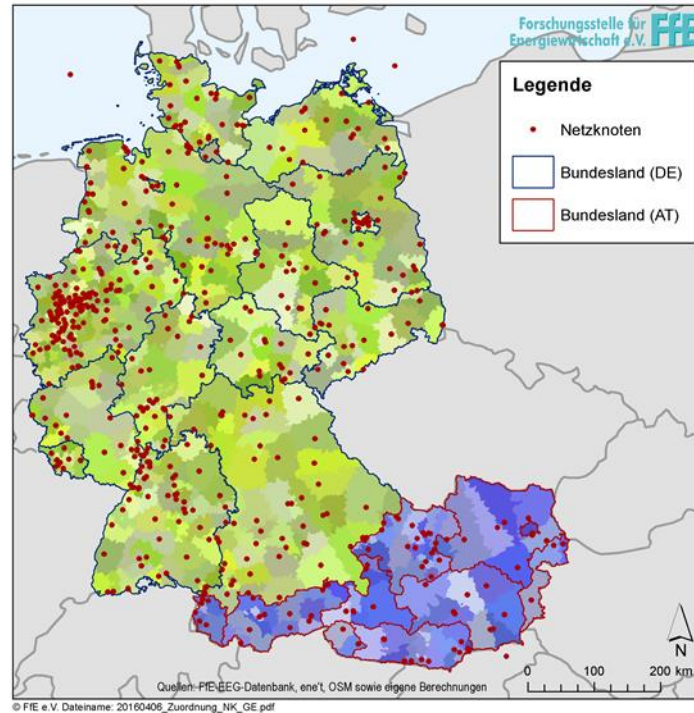 Forschungsstelle für
Energiewirtschaft e.V. FfE
Legende
Netzknoten
Bundesland (DE)
Bundesland (AT)
N
0 100 200 km
Quellen: FfE-EEG-Datenbank, ene't, OSM sowie eigene Berechnungen
© FfE e.V. Dateiname: 20160406_Zuordnung_NK_GE.pdf